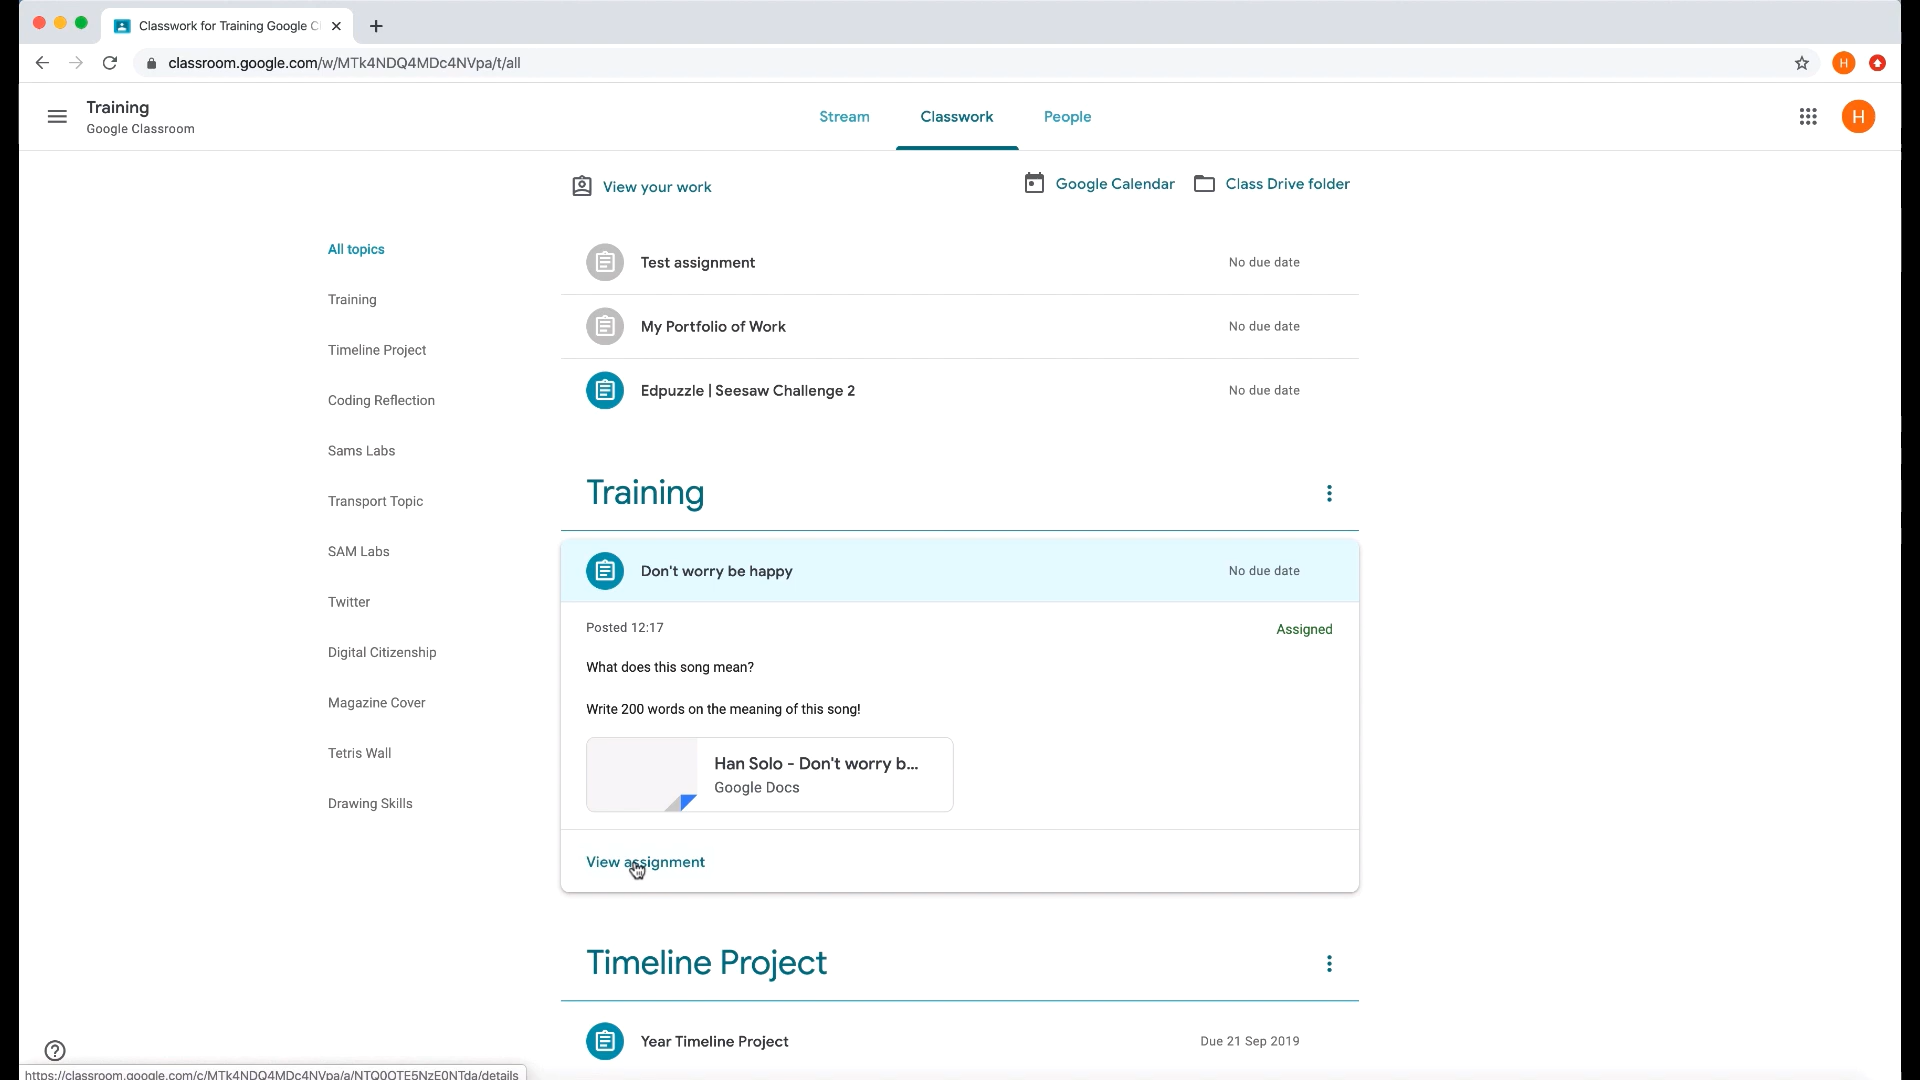 Classwork for Training Google C
classroom.google.com/w/MTk4NDQ4MDc4NVpa/t/all
H
Training
Google Classroom
Stream
Classwork
People
H
View your work
Google Calendar
Class Drive folder
All topics
Training
Timeline Project
Coding Reflection
Sams Labs
Transport Topic
SAM Labs
Twitter
Digital Citizenship
Magazine Cover
Tetris Wall
Drawing Skills
Test assignment
No due date
My Portfolio of Work
No due date
Edpuzzle | Seesaw Challenge 2
No due date
Training
Don't worry be happy
No due date
Posted 12:17
Assigned
What does this song mean?
Write 200 words on the meaning of this song!
Han Solo - Don't worry b...
Google Docs
View assignment
Timeline Project
Year Timeline Project
Due 21 Sep 2019
https://classroom.google.com/c/MTk4NDQ4MDc4NVpa/a/NTQ0OTE5NzE0NTda/details